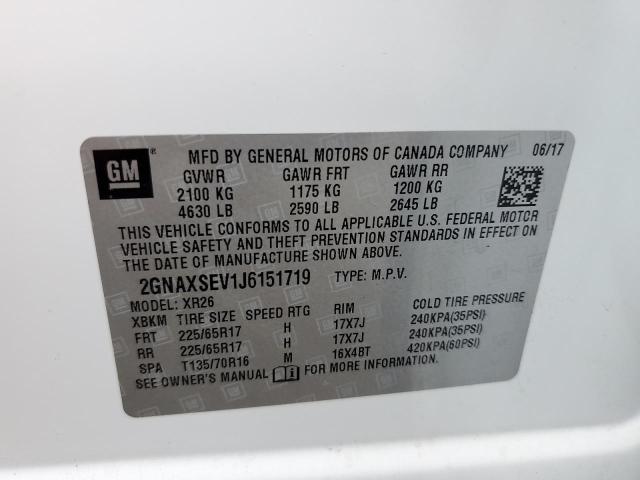 GM
MFD BY GENERAL MOTORS OF CANADA COMPANY 06/17
GVWR GAWR FRT GAWR RR
2100 KG 1175 KG 1200 KG
4630 LB 2590 LB 2645 LB
THIS VEHICLE CONFORMS TO ALL APPLICABLE U.S. FEDERAL MOTOR
VEHICLE SAFETY AND THEFT PREVENTION STANDARDS IN EFFECT ON
THE DATE OF MANUFACTURE SHOWN ABOVE.
2GNAXSEV1J6151719 TYPE: M.P.V.
MODEL: XR26
XBKM TIRE SIZE SPEED RTG RIM COLD TIRE PRESSURE
FRT 225/65R17 H 17X7J 240KPA(35PSI)
RR 225/65R17 H 17X7J 240KPA(35PSI)
SPA T135/70R16 M 16X4BT 420KPA(60PSI)
SEE OWNER'S MANUAL FOR MORE INFORMATION.